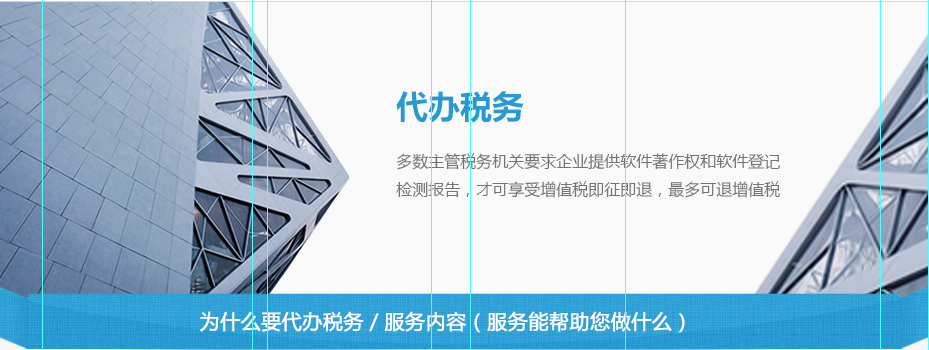 代办税务
多数主管税务机关要求企业提供软件著作权和软件登记
检测报告，才可享受增值税即征即退，最多可退增值税
为什么要代办税务 / 服务内容（服务能帮助您做什么）